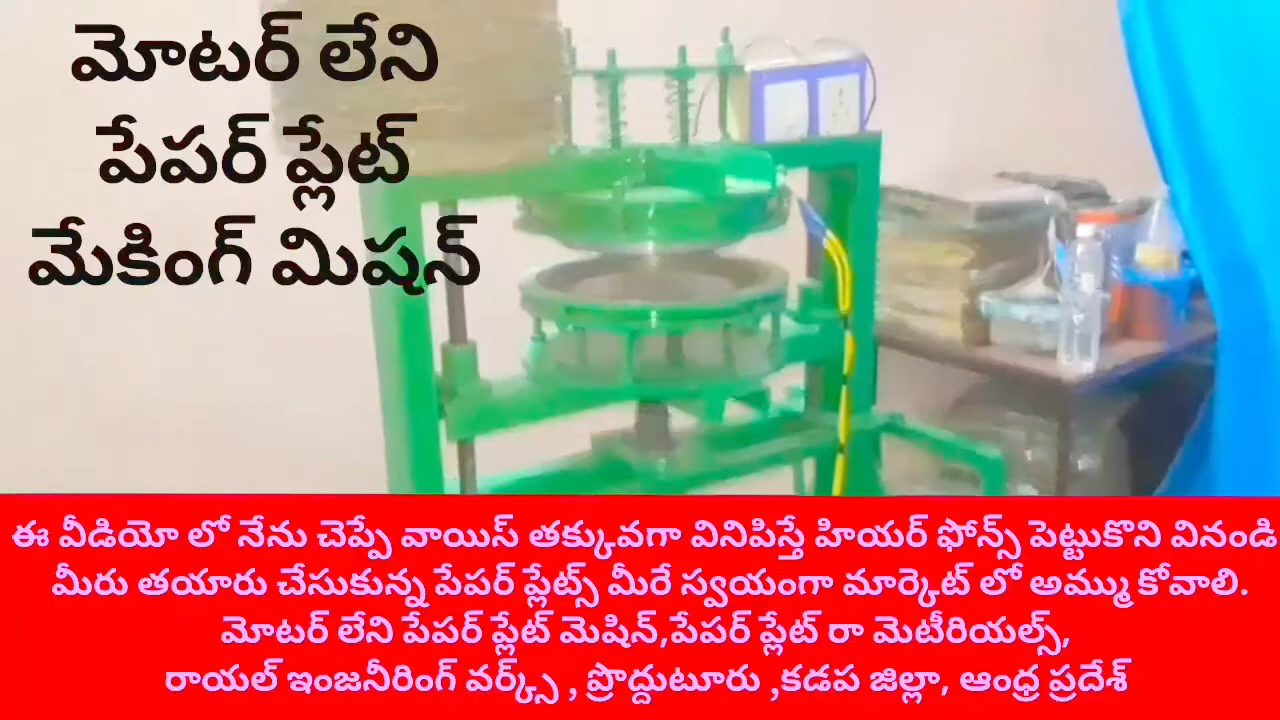 మోటర్ లేని
పేపర్ ప్లేట్
మేకింగ్ మిషన్
ఈ వీడియో లో నేను చెప్పే వాయిస్ తక్కువగా వినిపిస్తే హియర్ ఫోన్స్ పెట్టుకొని వినండి
మీరు తయారు చేసుకున్న పేపర్ ప్లేట్స్ మీరే స్వయంగా మార్కెట్ లో అమ్ము కోవాలి.
మోటర్ లేని పేపర్ ప్లేట్ మెషిన్,పేపర్ ప్లేట్ రా మెటీరియల్స్,
రాయల్ ఇంజనీరింగ్ వర్క్స్ , ప్రొద్దుటూరు ,కడప జిల్లా, ఆంధ్ర ప్రదేశ్